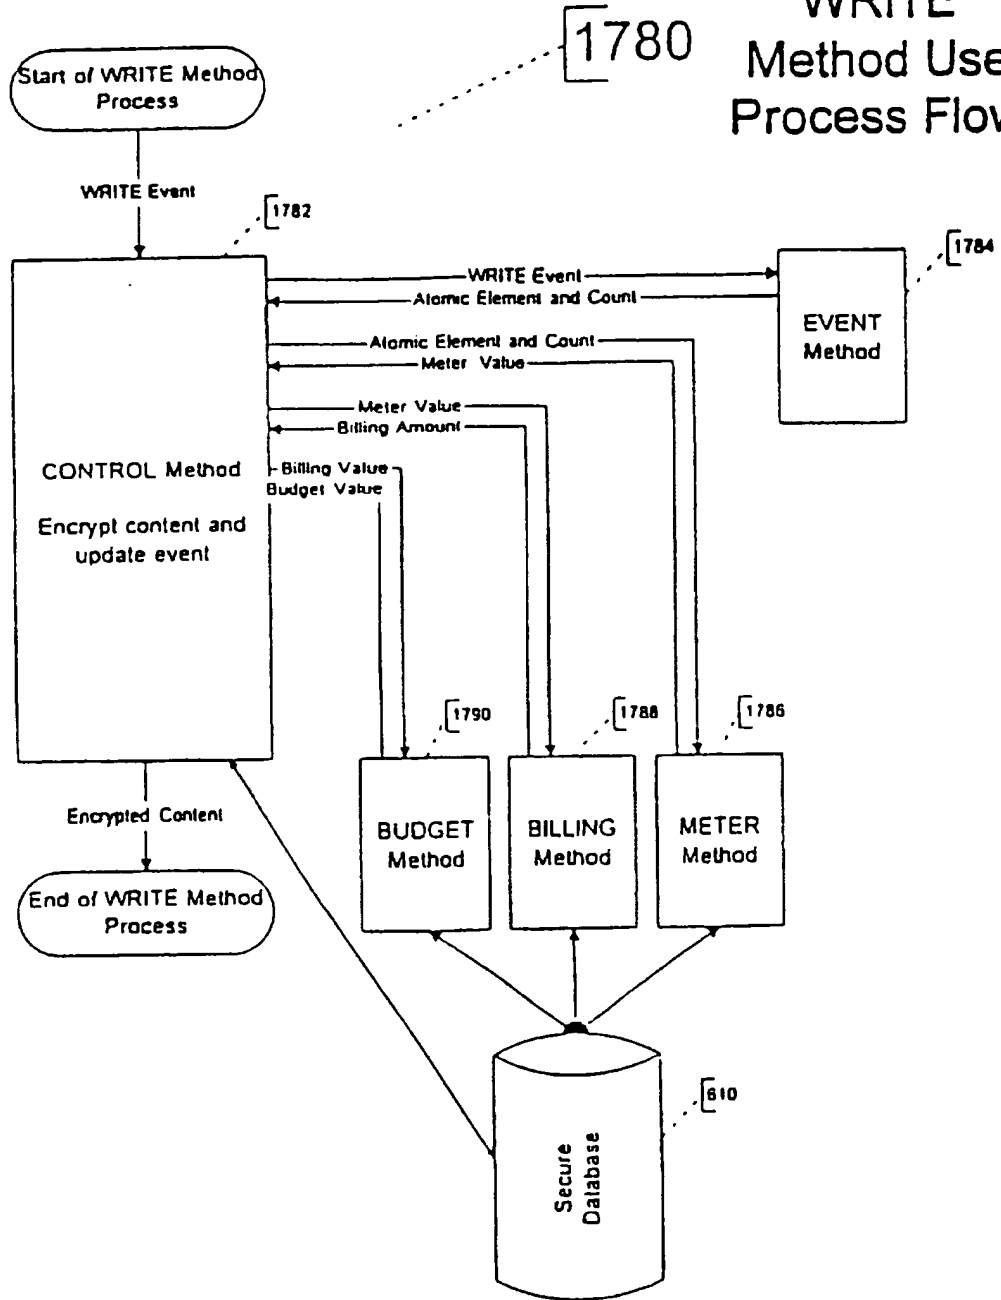 WRITE
Method Use
Process Flow
1780
Start of WRITE Method
Process
WRITE Event
1782
1784
WRITE Event
Atomic Element and Count
EVENT
Method
Atomic Element and Count
Meter Value
Meter Value
Billing Amount
CONTROL Method
Billing Value
Budget Value
Encrypt content and
update event
1790
1788
1786
Encrypted Content
BUDGET
Method
BILLING
Method
METER
Method
End of WRITE Method
Process
610
Secure
Database